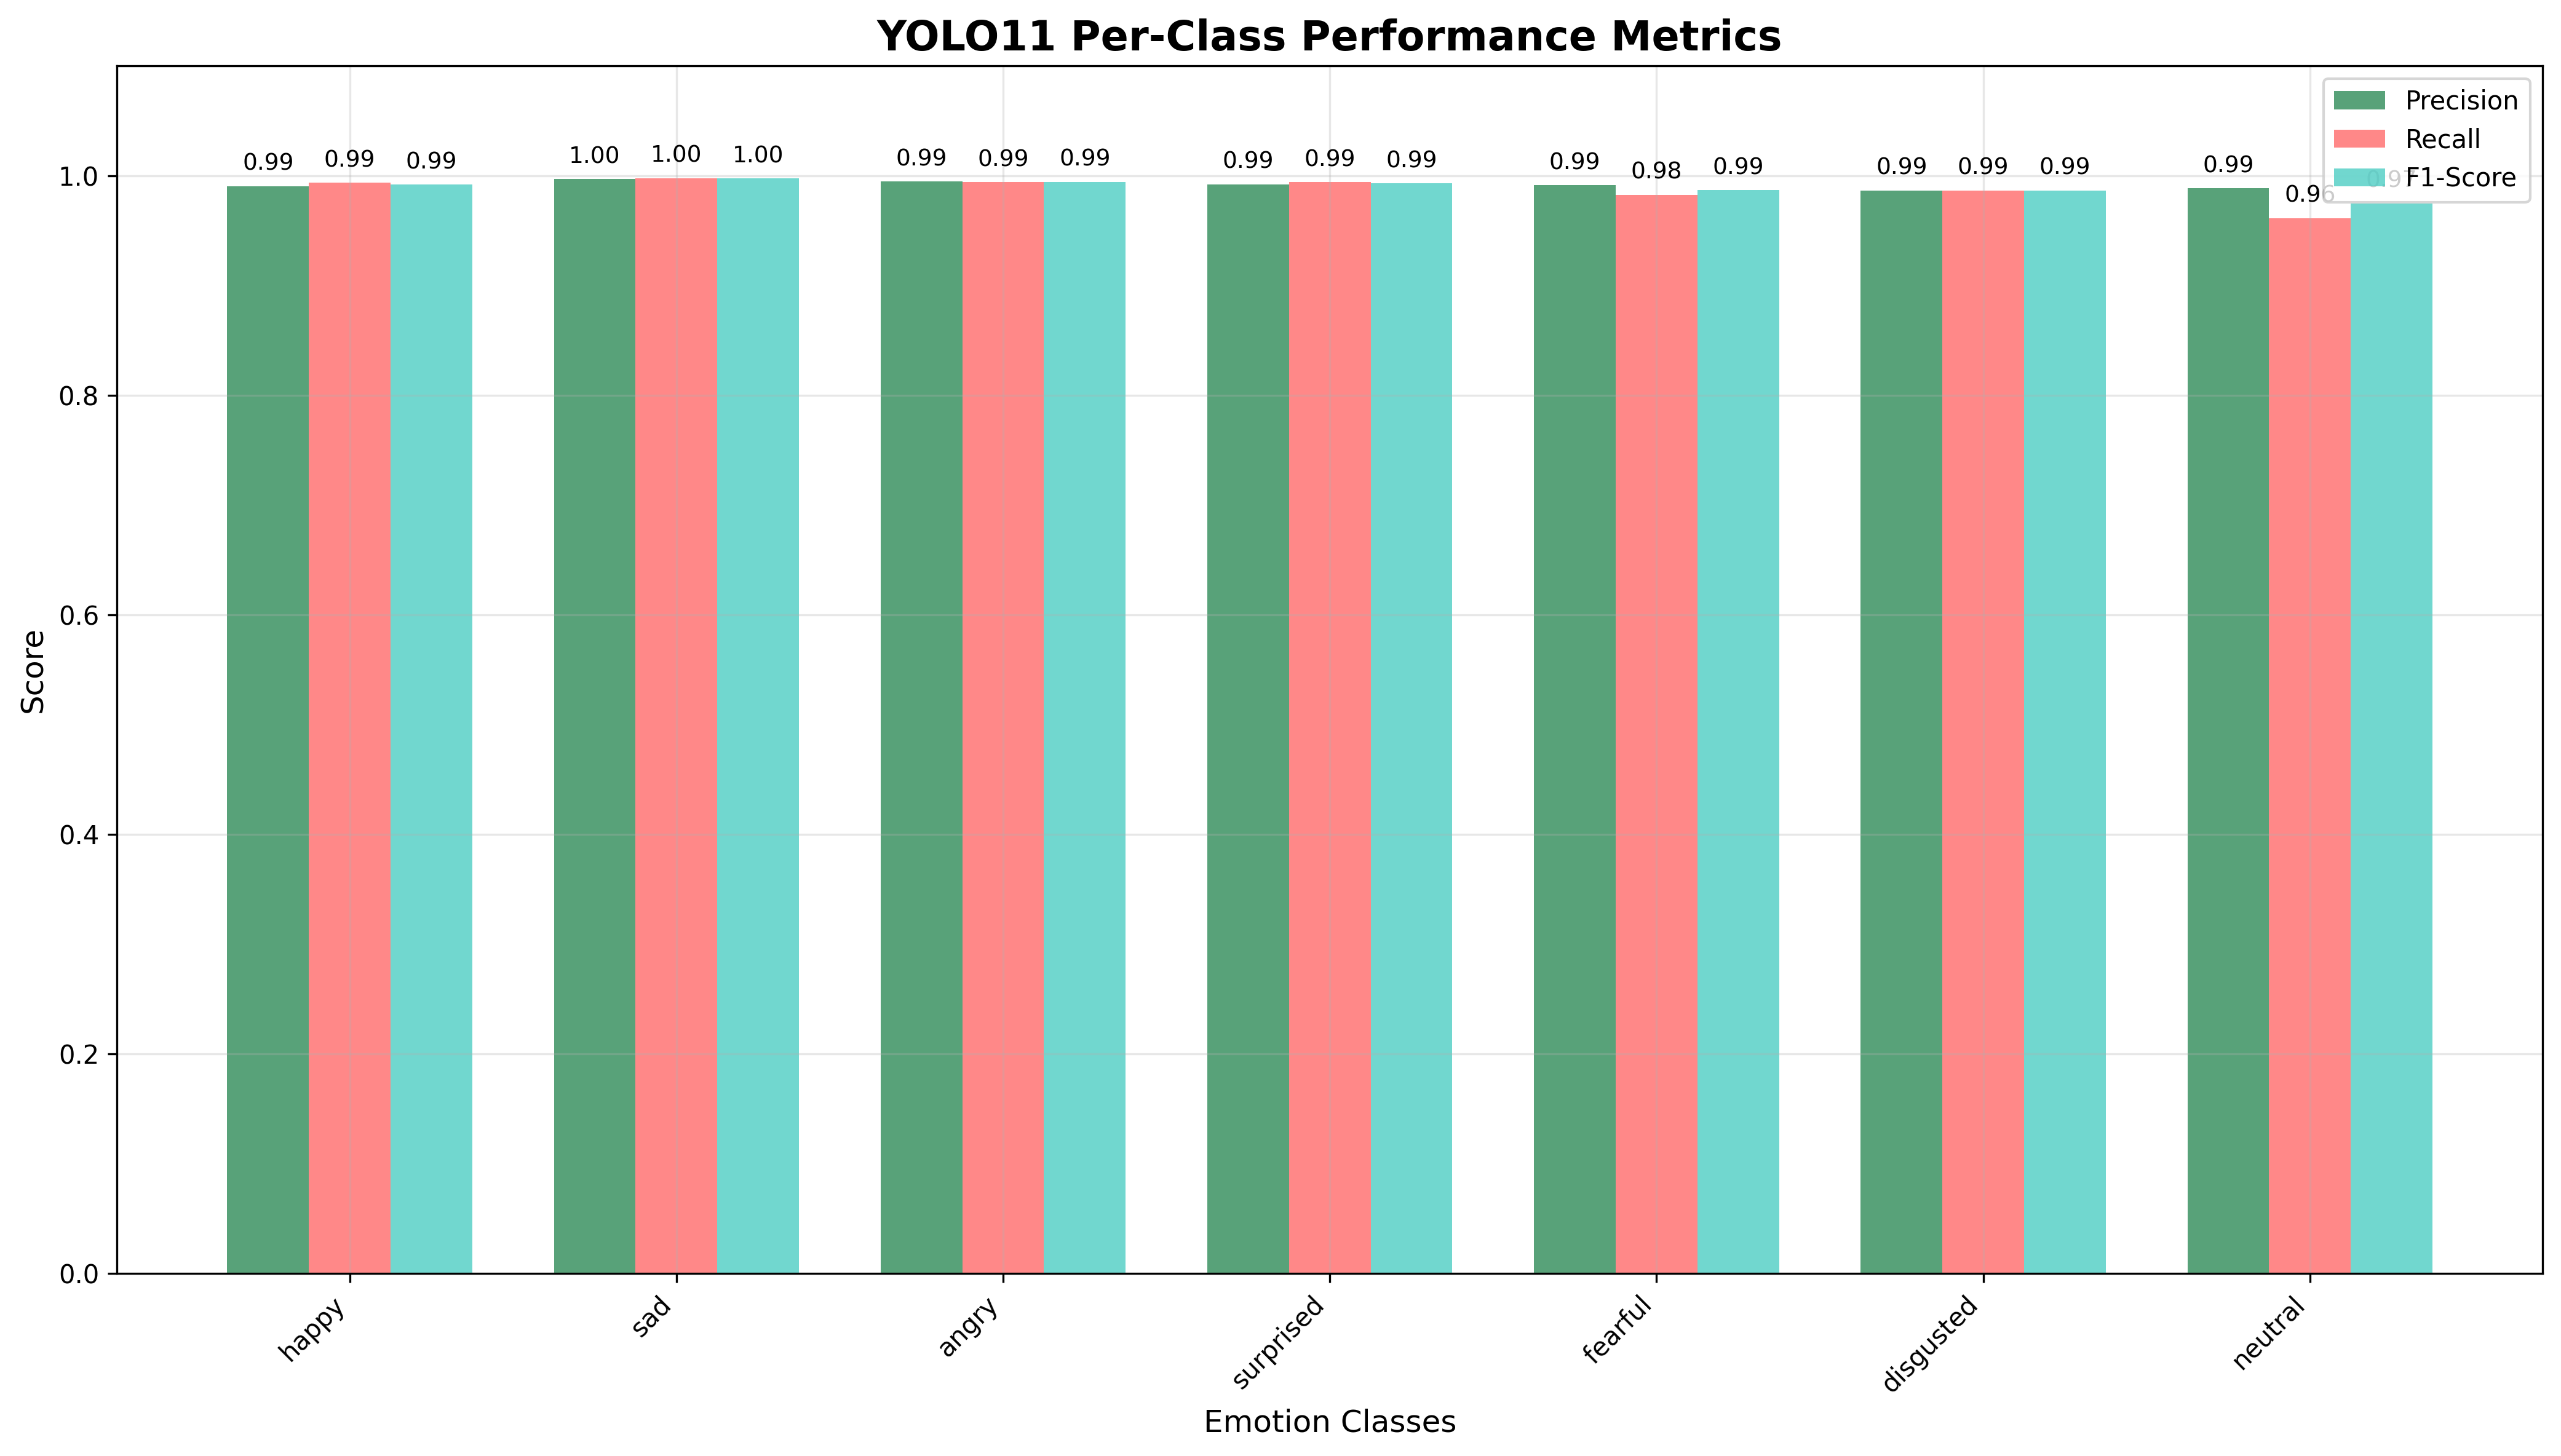 YOLO11 Per-Class Performance Metrics
Precision
Recall
F1-Score
0.99 0.99 0.99 1.00 1.00 1.00 0.99 0.99 0.99 0.99 0.99 0.99 0.99 0.98 0.99 0.99 0.99 0.99 0.99 0.96
1.0
0.8
0.6
0.4
0.2
0.0
Score
happy sad angry surprised fearful disgusted neutral
Emotion Classes